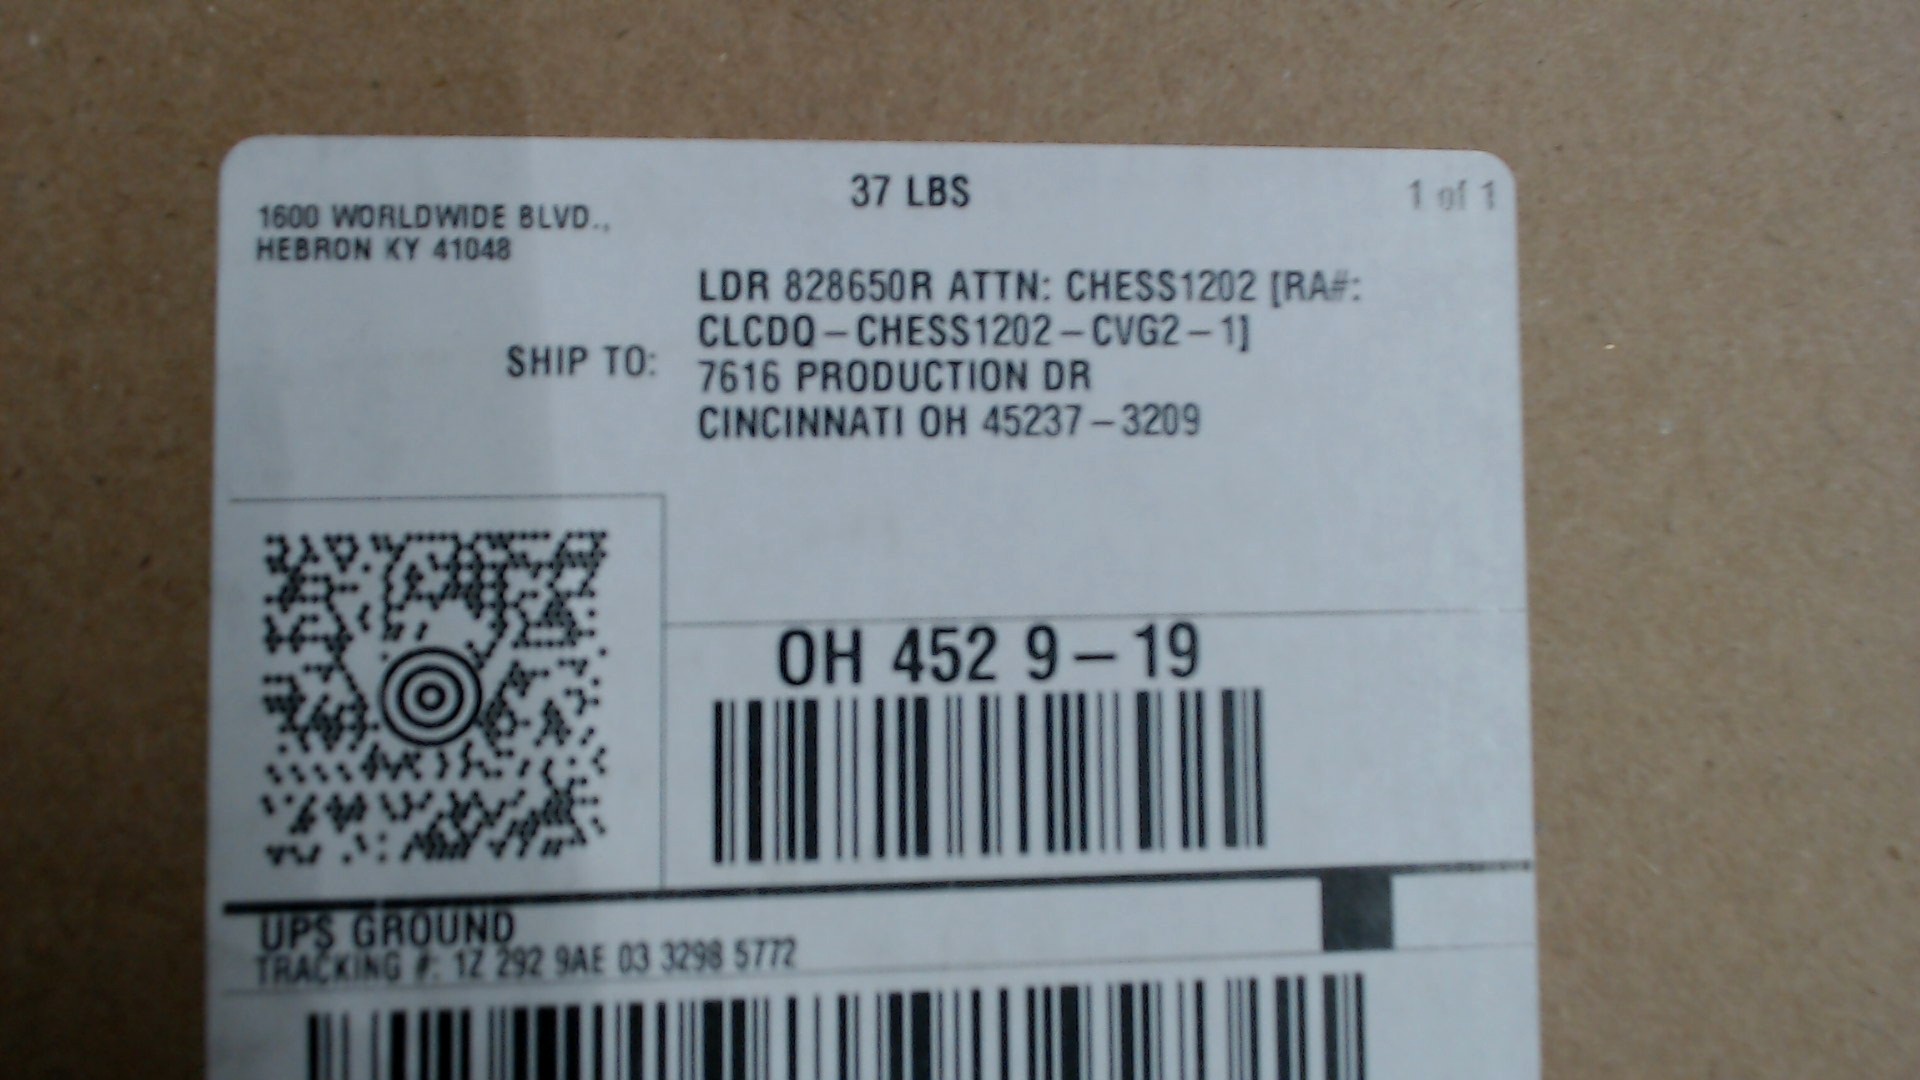 37 LBS
1 of 1
1600 WORLDWIDE BLVD.,
HEBRON KY 41048
SHIP TO:
LDR 828650R ATTN: CHESS1202 [RA#:
CLCDQ-CHESS1202-CVG2-1]
7616 PRODUCTION DR
CINCINNATI OH 45237-3209
OH 452 9-19
UPS GROUND
TRACKING #: 1Z 292 9AE 03 3298 5772